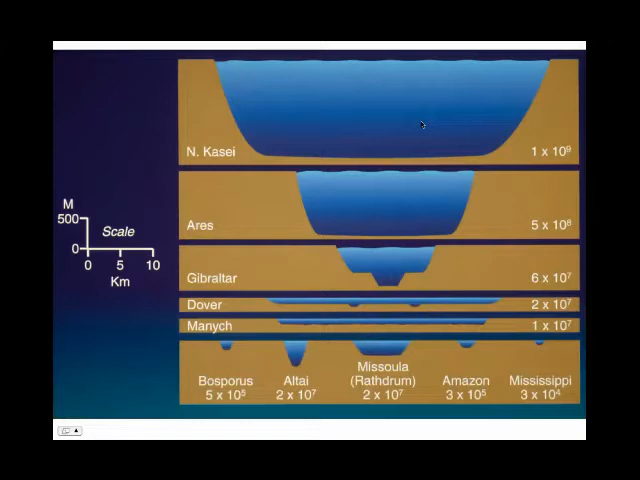 N. Kasei 1 x 10⁹
Ares 5 x 10⁸
M
500
0
Scale
0 5 10
Km
Gibraltar 6 x 10⁷
Dover 2 x 10⁷
Manych 1 x 10⁷
Bosporus
5 x 10⁵
Altai
2 x 10⁷
Missoula
(Rathdrum)
2 x 10⁷
Amazon
3 x 10⁵
Mississippi
3 x 10⁴